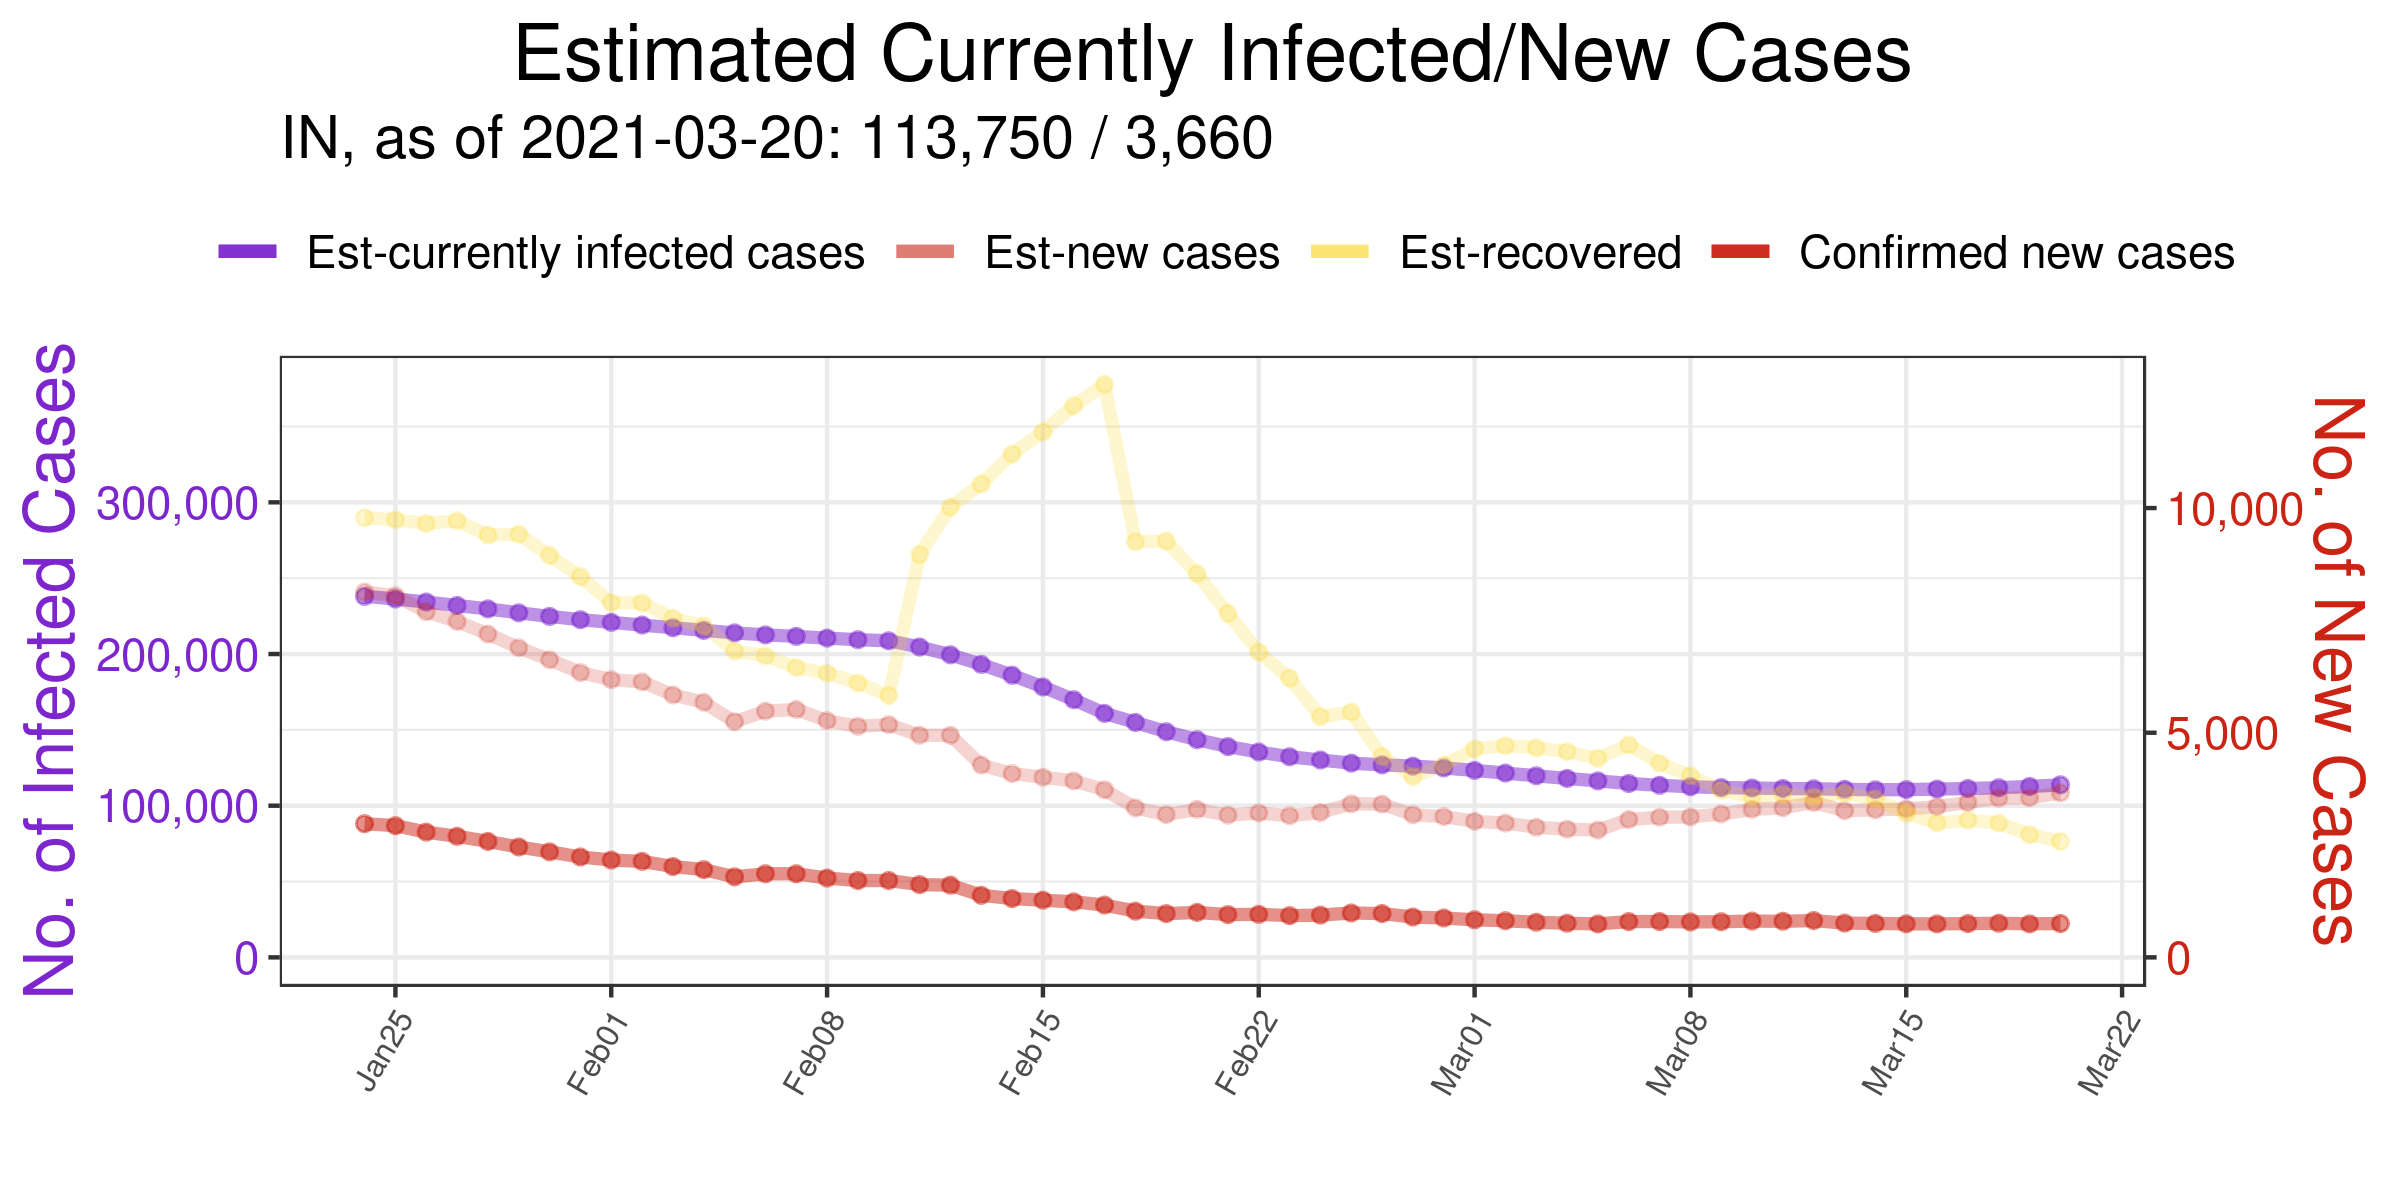 Estimated Currently Infected/New Cases
IN, as of 2021-03-20: 113,750 / 3,660
Est-currently infected cases Est-new cases Est-recovered Confirmed new cases
No. of Infected Cases
300,000
200,000
100,000
0
10,000
5,000
0
No. of New Cases
Jan25 Feb01 Feb08 Feb15 Feb22 Mar01 Mar08 Mar15 Mar22